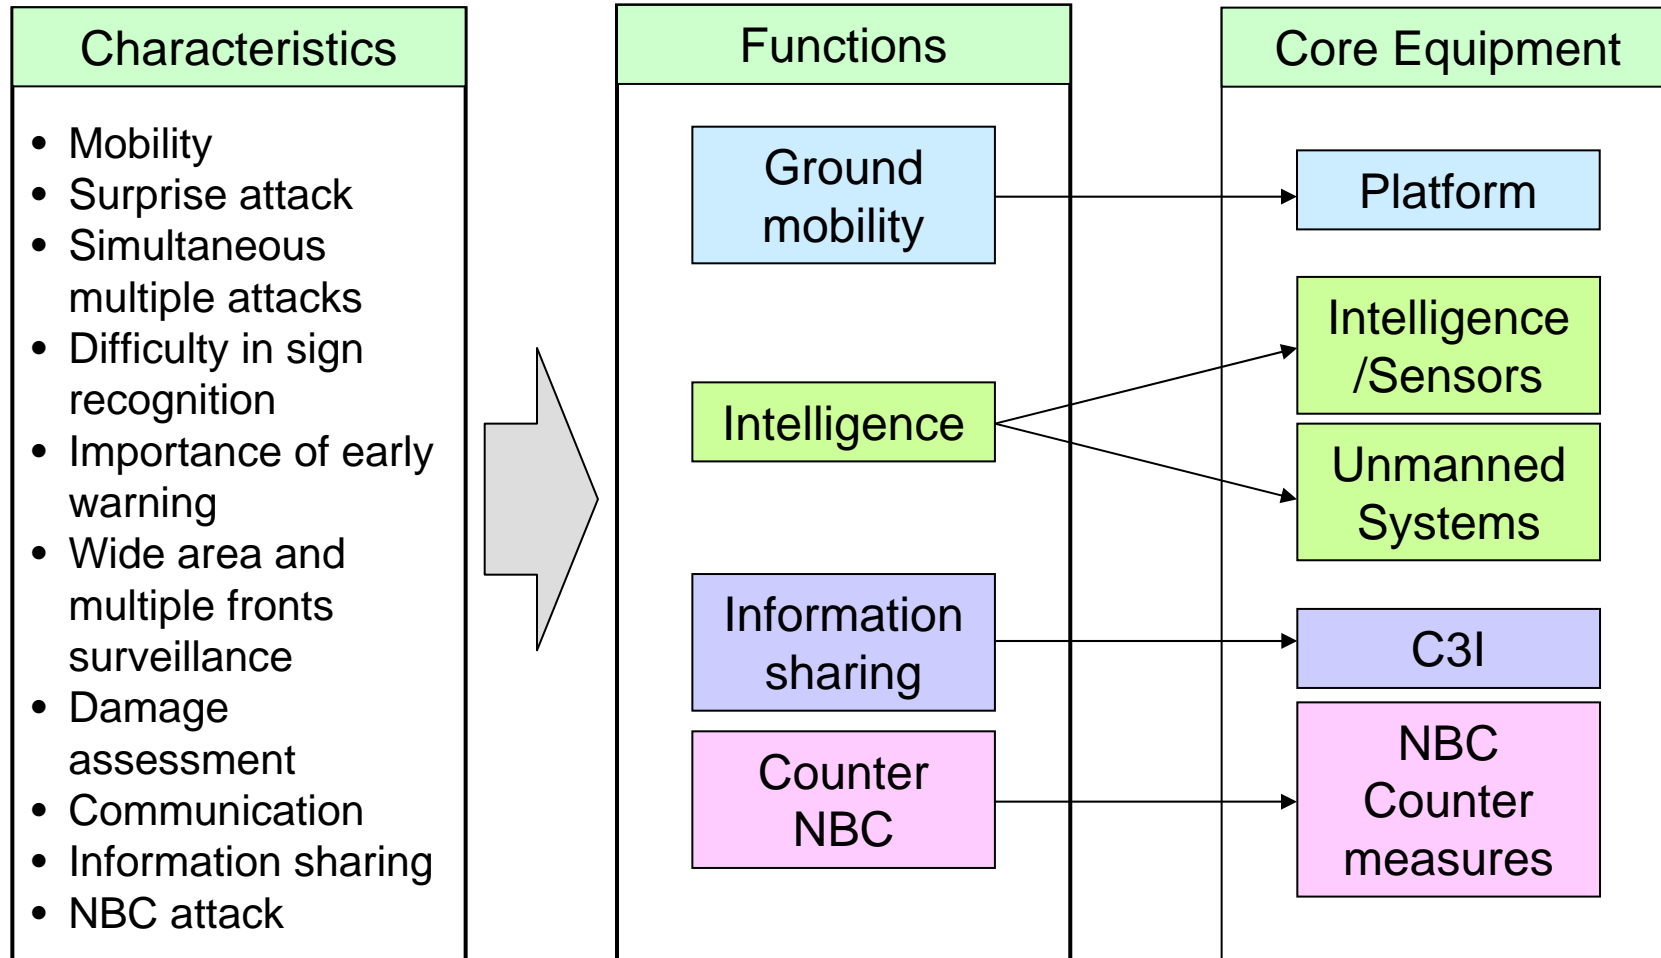 Characteristics
• Mobility
• Surprise attack
• Simultaneous
multiple attacks
• Difficulty in sign
recognition
• Importance of early
warning
• Wide area and
multiple fronts
surveillance
• Damage
assessment
• Communication
• Information sharing
• NBC attack
Functions
Ground
mobility
Intelligence
Information
sharing
Counter
NBC
Core Equipment
Platform
Intelligence
/Sensors
Unmanned
Systems
C3I
NBC
Counter
measures